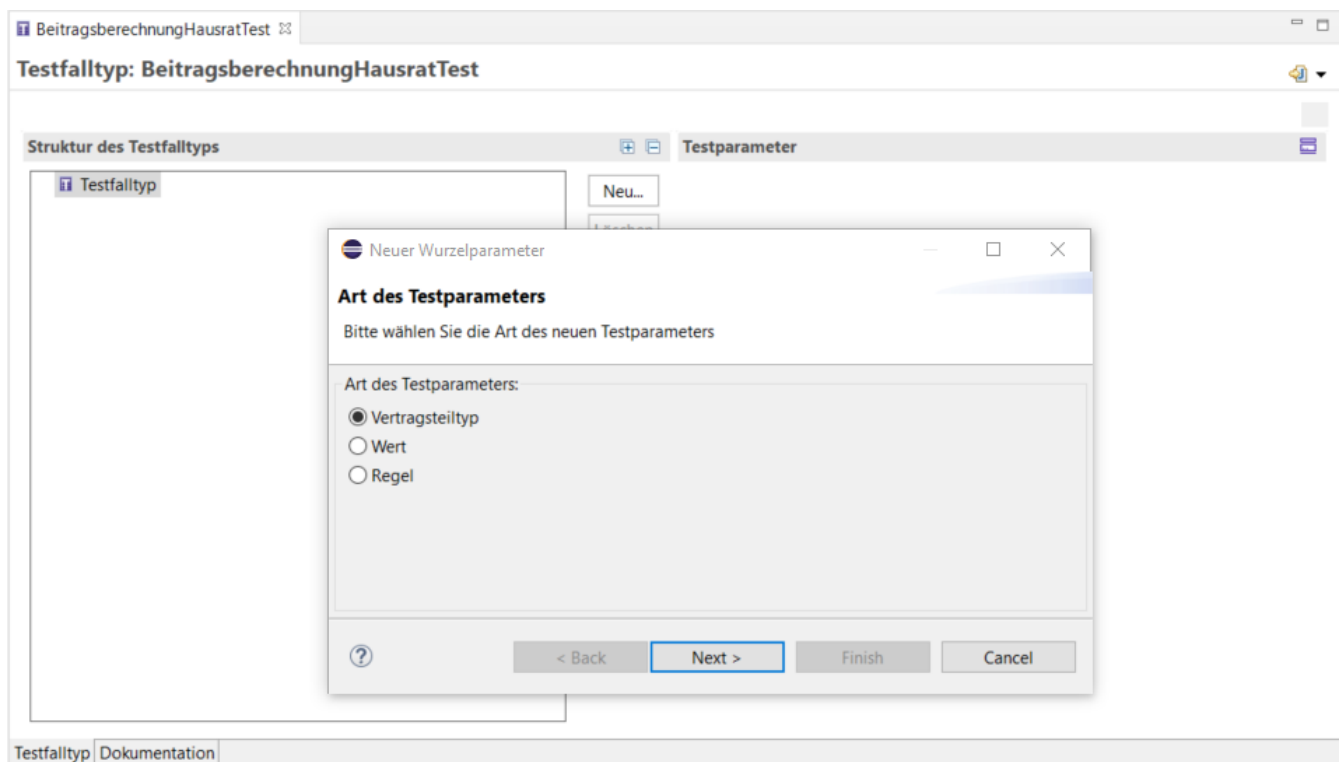 BeitragsberechnungHausratTest
Testfalltyp: BeitragsberechnungHausratTest
Struktur des Testfalltyps
Testparameter
Testfalltyp
Neu...
Löschen
Neuer Wurzelparameter
Art des Testparameters
Bitte wählen Sie die Art des neuen Testparameters
Art des Testparameters:
Vertragsteiltyp
Wert
Regel
< Back
Next >
Finish
Cancel
Testfalltyp
Dokumentation